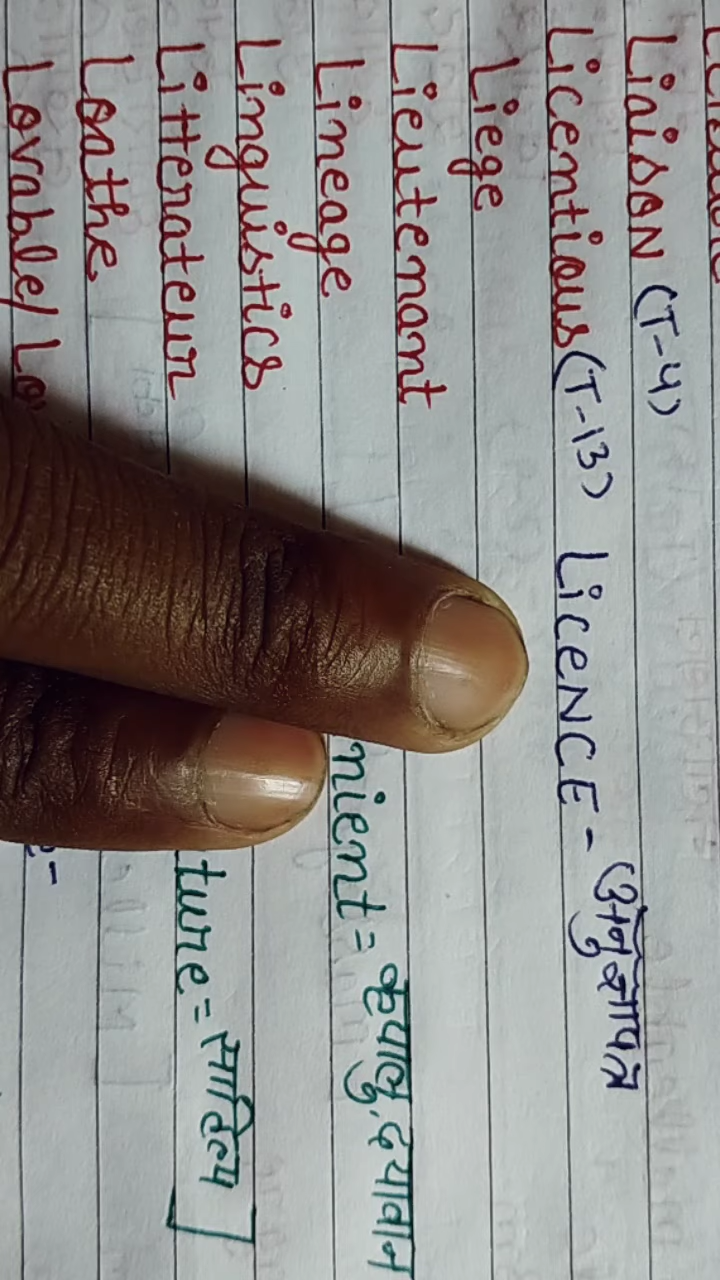 Liaison (T-4)
Licentious (T-13) LicENCE - अनुज्ञापत्र
Liege
Lieutenant
Lineage nient = कृपालु, दयावान
Linguistics
Litterateur ture = साहित्य]
Loathe
Lovable/